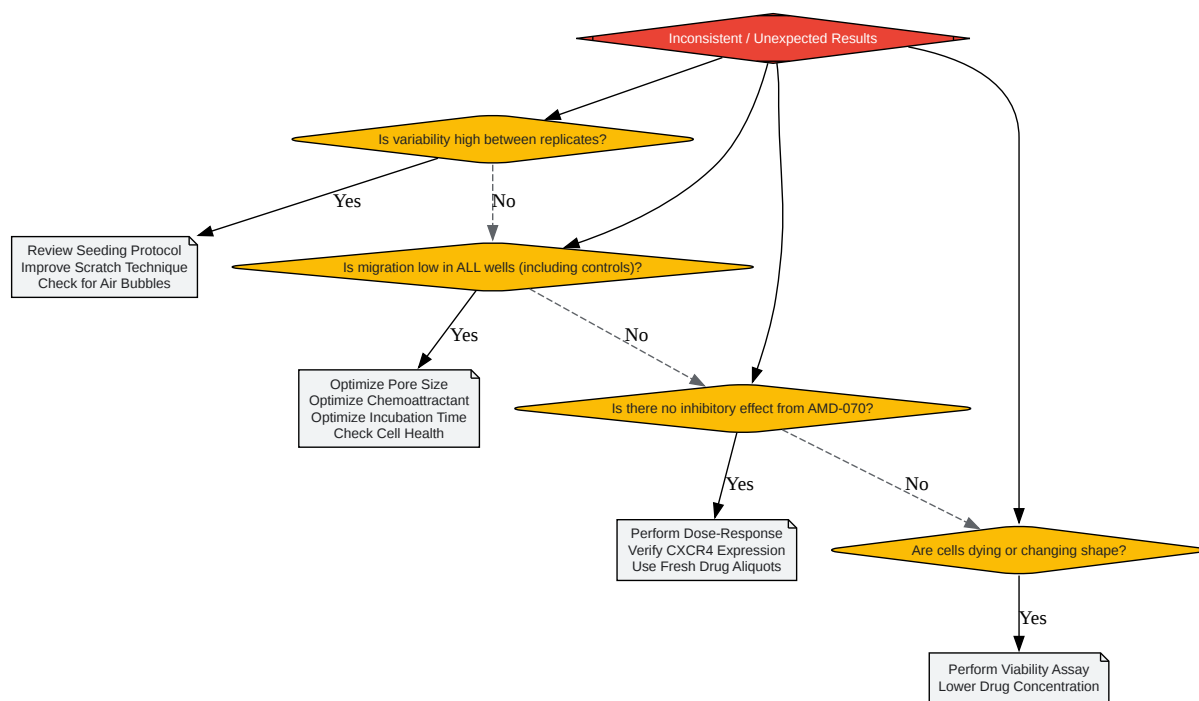 Inconsistent / Unexpected Results
Is variability high between replicates?
Yes
No
Review Seeding Protocol
Improve Scratch Technique
Check for Air Bubbles
Is migration low in ALL wells (including controls)?
Yes
No
Optimize Pore Size
Optimize Chemoattractant
Optimize Incubation Time
Check Cell Health
Is there no inhibitory effect from AMD-070?
Yes
No
Perform Dose-Response
Verify CXCR4 Expression
Use Fresh Drug Aliquots
Are cells dying or changing shape?
Yes
Perform Viability Assay
Lower Drug Concentration